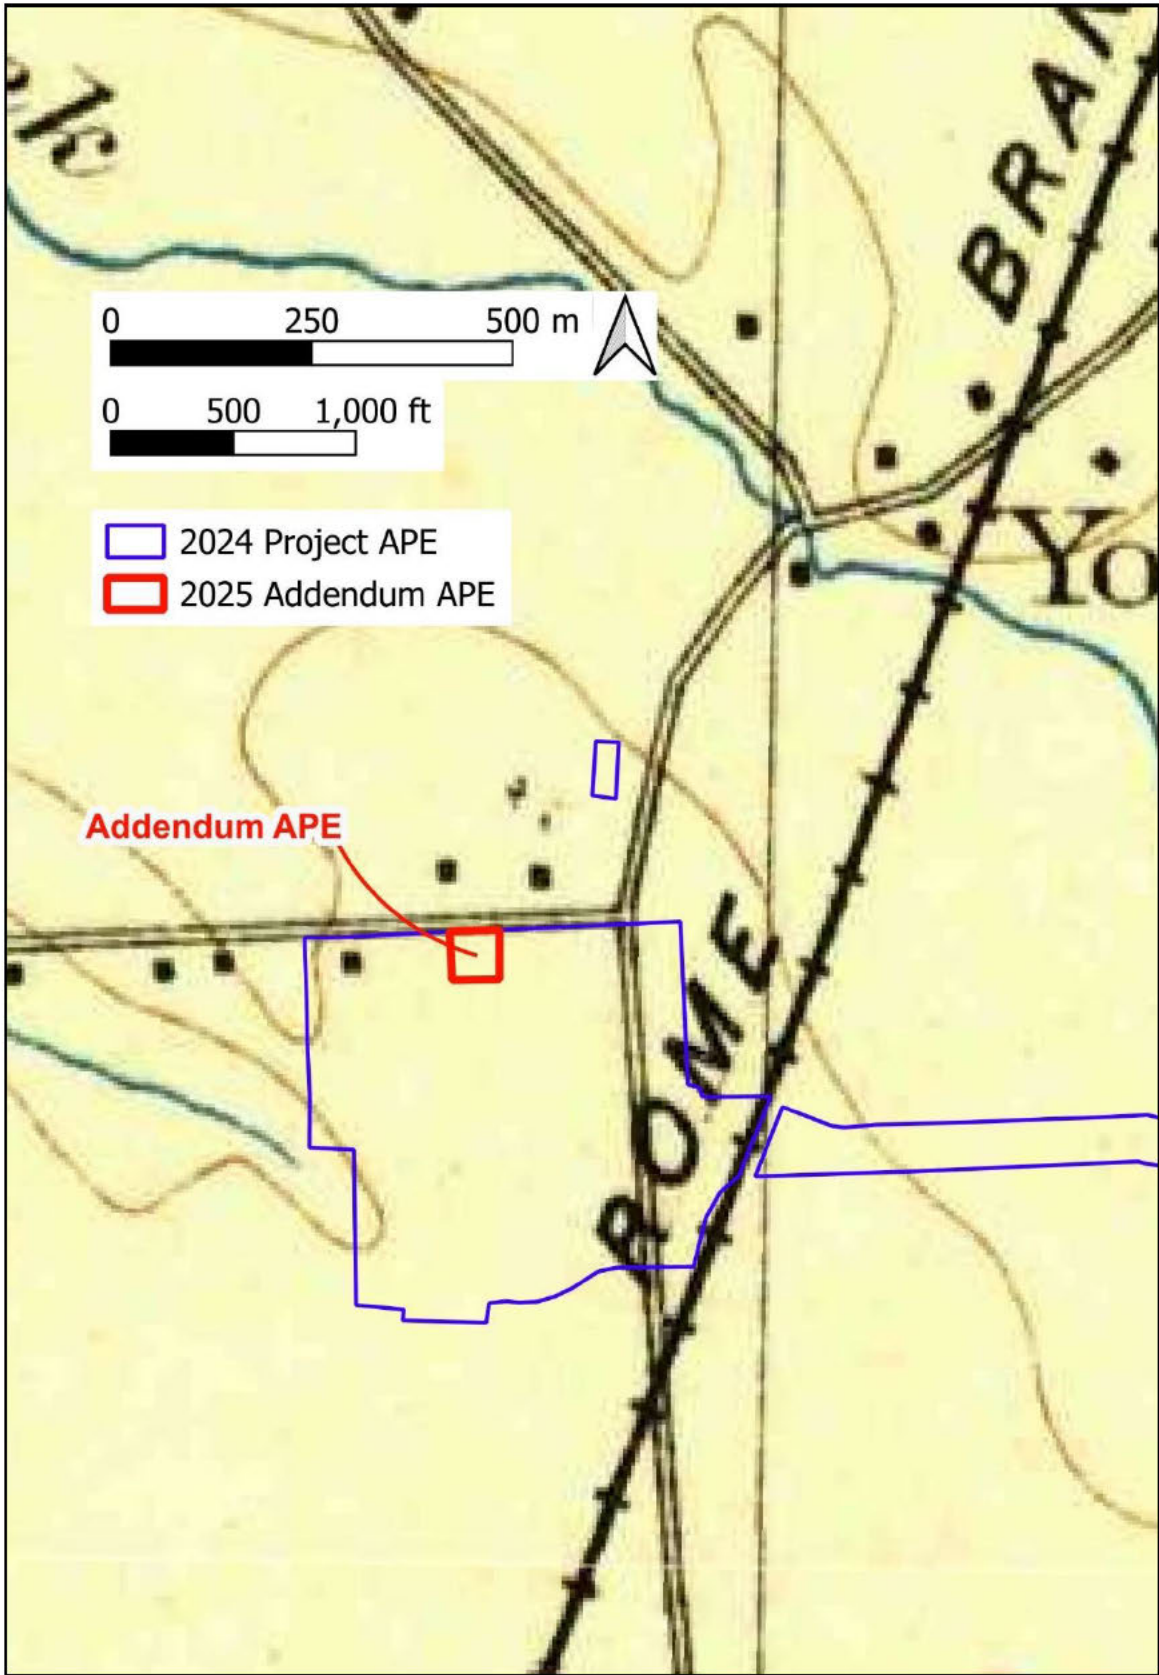 BRAN
0 250 500 m
0 500 1,000 ft
2024 Project APE
2025 Addendum APE
Yo
Addendum APE
ROME